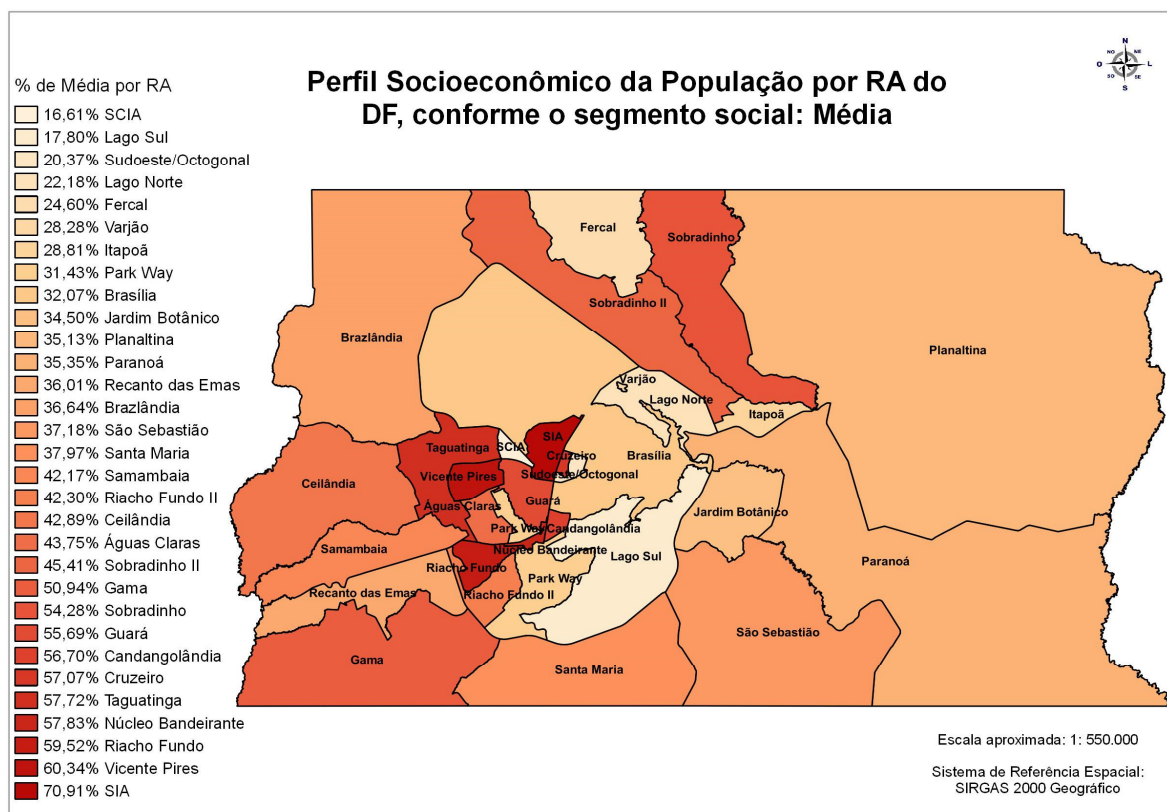 Perfil Socioeconômico da População por RA do
DF, conforme o segmento social: Média
N
NO
NE
O
L
SO
SE
S
% de Média por RA
16,61% SCIA
17,80% Lago Sul
20,37% Sudoeste/Octogonal
22,18% Lago Norte
24,60% Fercal
28,28% Varjão
28,81% Itapoã
31,43% Park Way
32,07% Brasília
34,50% Jardim Botânico
35,13% Planaltina
35,35% Paranoá
36,01% Recanto das Emas
36,64% Brazlândia
37,18% São Sebastião
37,97% Santa Maria
42,17% Samambaia
42,30% Riacho Fundo II
42,89% Ceilândia
43,75% Águas Claras
45,41% Sobradinho II
50,94% Gama
54,28% Sobradinho
55,69% Guará
56,70% Candangolândia
57,07% Cruzeiro
57,72% Taguatinga
57,83% Núcleo Bandeirante
59,52% Riacho Fundo
60,34% Vicente Pires
70,91% SIA
Fercal
Sobradinho
Sobradinho II
Brazlândia
Planaltina
Varjão
Lago Norte
Itapoã
SIA
Taguatinga
SCIA
Cruzeiro
Brasília
Vicente Pires
Sudoeste/Octogonal
Ceilândia
Guará
Águas Claras
Jardim Botânico
Park Way
Candangolândia
Samambaia
Núcleo Bandeirante
Lago Sul
Paranoá
Riacho Fundo
Park Way
Recanto das Emas
Riacho Fundo II
São Sebastião
Gama
Santa Maria
Escala aproximada: 1: 550.000
Sistema de Referência Espacial:
SIRGAS 2000 Geográfico